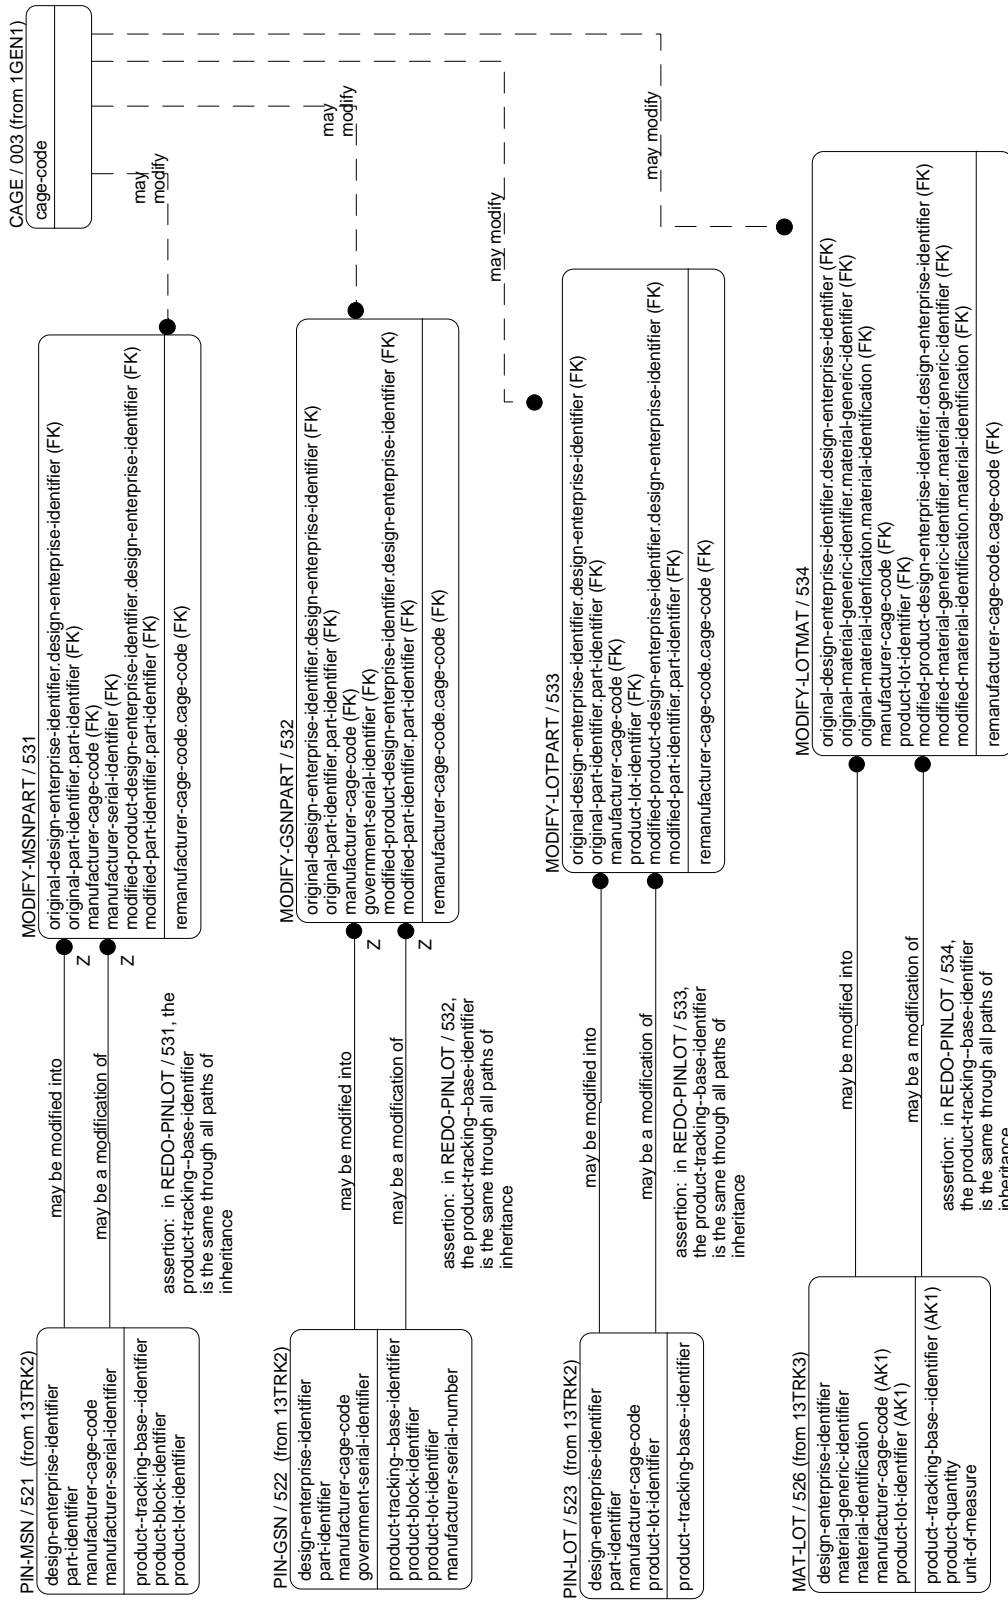 CAGE / 003 (from 1GEN1)
cage-code
may
modify
may
modify
may modify
may modify
MODIFY-MSNPART / 531
original-design-enterprise-identifier.design-enterprise-identifier (FK)
original-part-identifier.part-identifier (FK)
manufacturer-cage-code (FK)
manufacturer-serial-identifier (FK)
modified-product-design-enterprise-identifier.design-enterprise-identifier (FK)
modified-part-identifier.part-identifier (FK)
remanufacturer-cage-code.cage-code (FK)
MODIFY-GSNPART / 532
original-design-enterprise-identifier.design-enterprise-identifier (FK)
original-part-identifier.part-identifier (FK)
manufacturer-cage-code (FK)
government-serial-identifier (FK)
modified-product-design-enterprise-identifier.design-enterprise-identifier (FK)
modified-part-identifier.part-identifier (FK)
remanufacturer-cage-code.cage-code (FK)
MODIFY-LOTPART / 533
original-design-enterprise-identifier.design-enterprise-identifier (FK)
original-part-identifier.part-identifier (FK)
manufacturer-cage-code (FK)
product-lot-identifier (FK)
modified-product-design-enterprise-identifier.design-enterprise-identifier (FK)
modified-part-identifier.part-identifier (FK)
remanufacturer-cage-code.cage-code (FK)
MODIFY-LOTMAT / 534
original-design-enterprise-identifier.design-enterprise-identifier (FK)
original-material-generic-identifier.material-generic-identifier (FK)
original-material-identification.material-identification (FK)
manufacturer-cage-code (FK)
product-lot-identifier (FK)
modified-product-design-enterprise-identifier.design-enterprise-identifier (FK)
modified-material-generic-identifier.material-generic-identifier (FK)
modified-material-identification.material-identification (FK)
remanufacturer-cage-code (FK)
Z
Z
may be modified into
may be a modification of
assertion:  in REDO-PINLOT / 531, the
product-tracking--base-identifier
is the same through all paths of
inheritance
Z
Z
may be modified into
may be a modification of
assertion:  in REDO-PINLOT / 532,
the product-tracking--base-identifier
is the same through all paths of
inheritance
may be modified into
may be a modification of
assertion:  in REDO-PINLOT / 533,
the product-tracking--base-identifier
is the same through all paths of
inheritance
may be modified into
may be a modification of
assertion:  in REDO-PINLOT / 534,
the product-tracking--base-identifier
is the same through all paths of
inheritance
PIN-MSN / 521  (from 13TRK2)
design-enterprise-identifier
part-identifier
manufacturer-cage-code
manufacturer-serial-identifier
product--tracking-base--identifier
product-block-identifier
product-lot-identifier
PIN-GSN / 522  (from 13TRK2)
design-enterprise-identifier
part-identifier
manufacturer-cage-code
government-serial-identifier
product-tracking--base-identifier
product-block-identifier
product-lot-identifier
manufacturer-serial-number
PIN-LOT / 523  (from 13TRK2)
design-enterprise-identifier
part-identifier
manufacturer-cage-code
product-lot-identifier
product--tracking-base--identifier
MAT-LOT / 526 (from 13TRK3)
design-enterprise-identifier
material-generic-identifier
material-identification
manufacturer-cage-code (AK1)
product-lot-identifier (AK1)
product--tracking-base--identifier (AK1)
product-quantity
unit-of-measure